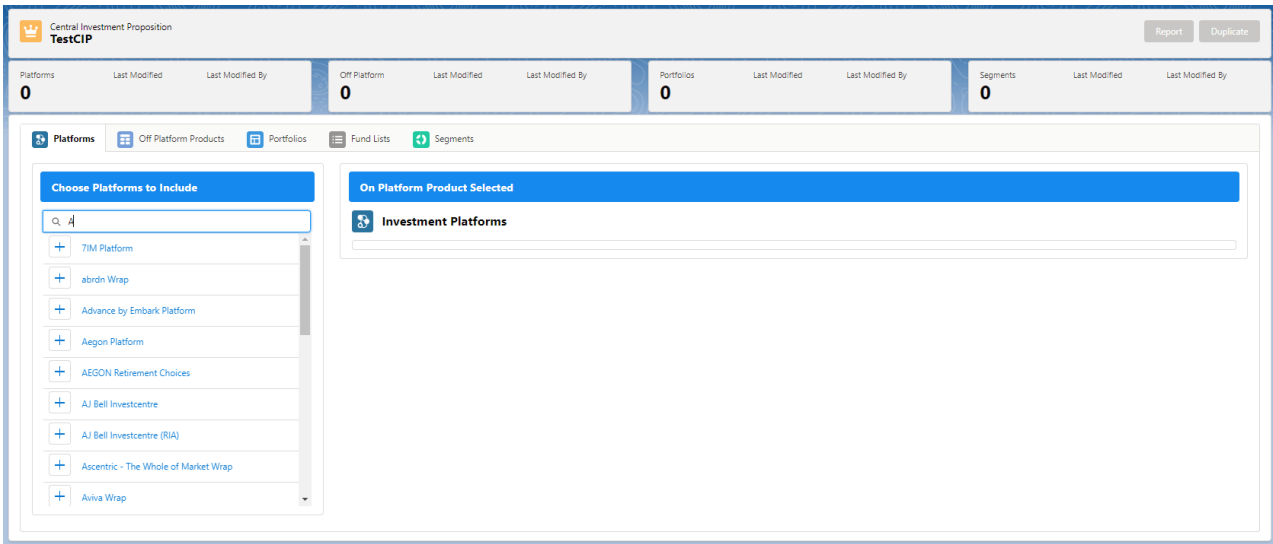 Central Investment Proposition
TestCIP
Report Duplicate
Platforms Last Modified Last Modified By
0
Off Platform Last Modified Last Modified By
0
Portfolios Last Modified Last Modified By
0
Segments Last Modified Last Modified By
0
Platforms Off Platform Products Portfolios Fund Lists Segments
Choose Platforms to Include
A
7IM Platform
abrdn Wrap
Advance by Embark Platform
Aegon Platform
AEGON Retirement Choices
AJ Bell Investcentre
AJ Bell Investcentre (RIA)
Ascentric - The Whole of Market Wrap
Aviva Wrap
On Platform Product Selected
Investment Platforms